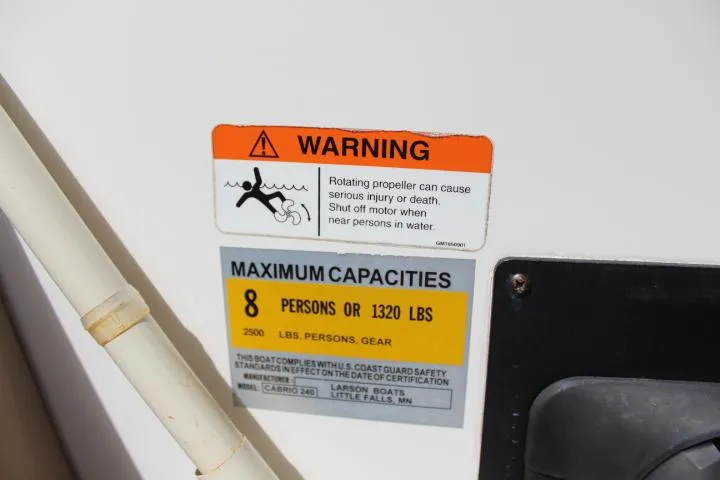 WARNING
Rotating propeller can cause
serious injury or death.
Shut off motor when
near persons in water.
GM1650901
MAXIMUM CAPACITIES
8 PERSONS OR 1320 LBS
2500 LBS. PERSONS, GEAR
THIS BOAT COMPLIES WITH U.S. COAST GUARD SAFETY
STANDARDS IN EFFECT ON THE DATE OF CERTIFICATION
MANUFACTURER: LARSON BOATS
MODEL: CABRIO 240 LITTLE FALLS, MN